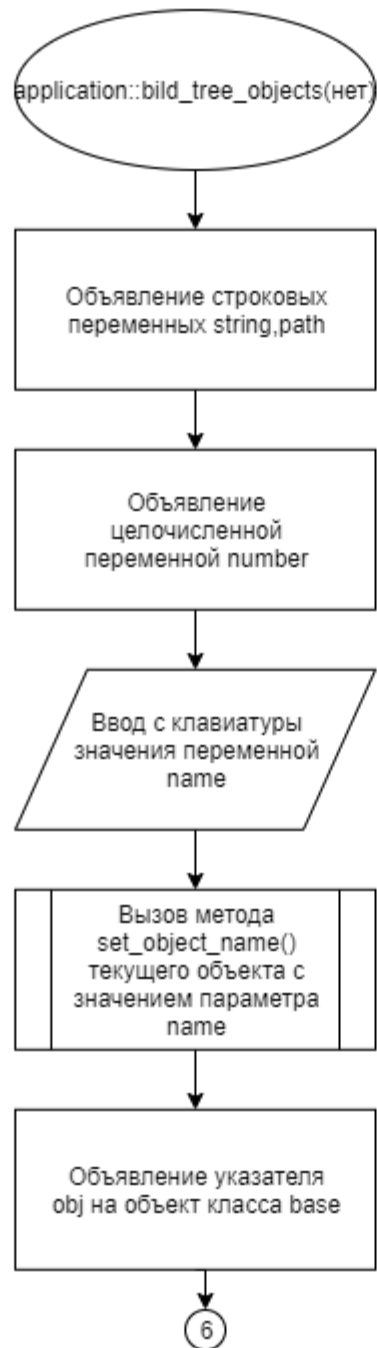 application::bild_tree_objects(нет)
Объявление строковых
переменных string,path
Объявление
целочисленной
переменной number
Ввод с клавиатуры
значения переменной
name
Вызов метода
set_object_name()
текущего объекта с
значением параметра
name
Объявление указателя
obj на объект класса base
6